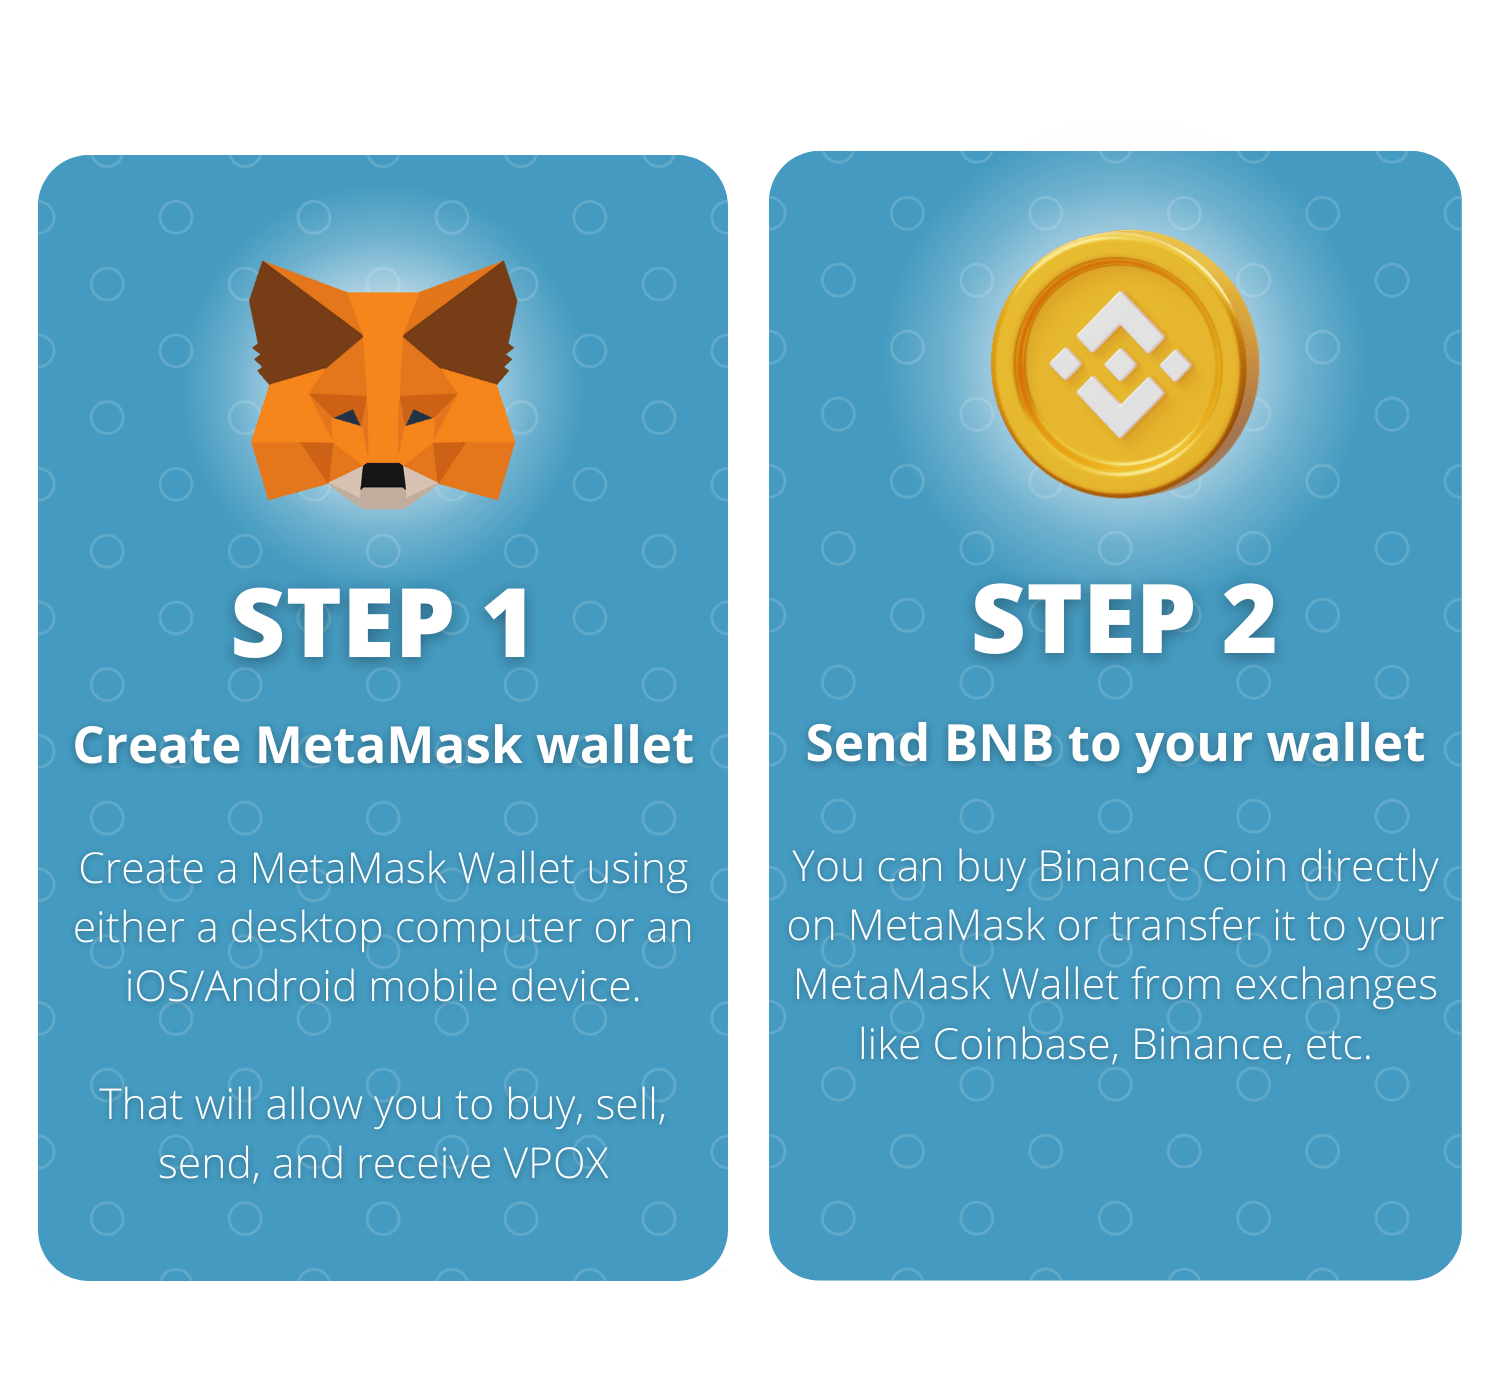 STEP 1
Create MetaMask wallet
Create a MetaMask Wallet using
either a desktop computer or an
iOS/Android mobile device.
That will allow you to buy, sell,
send, and receive VPOX
STEP 2
Send BNB to your wallet
You can buy Binance Coin directly
on MetaMask or transfer it to your
MetaMask Wallet from exchanges
like Coinbase, Binance, etc.